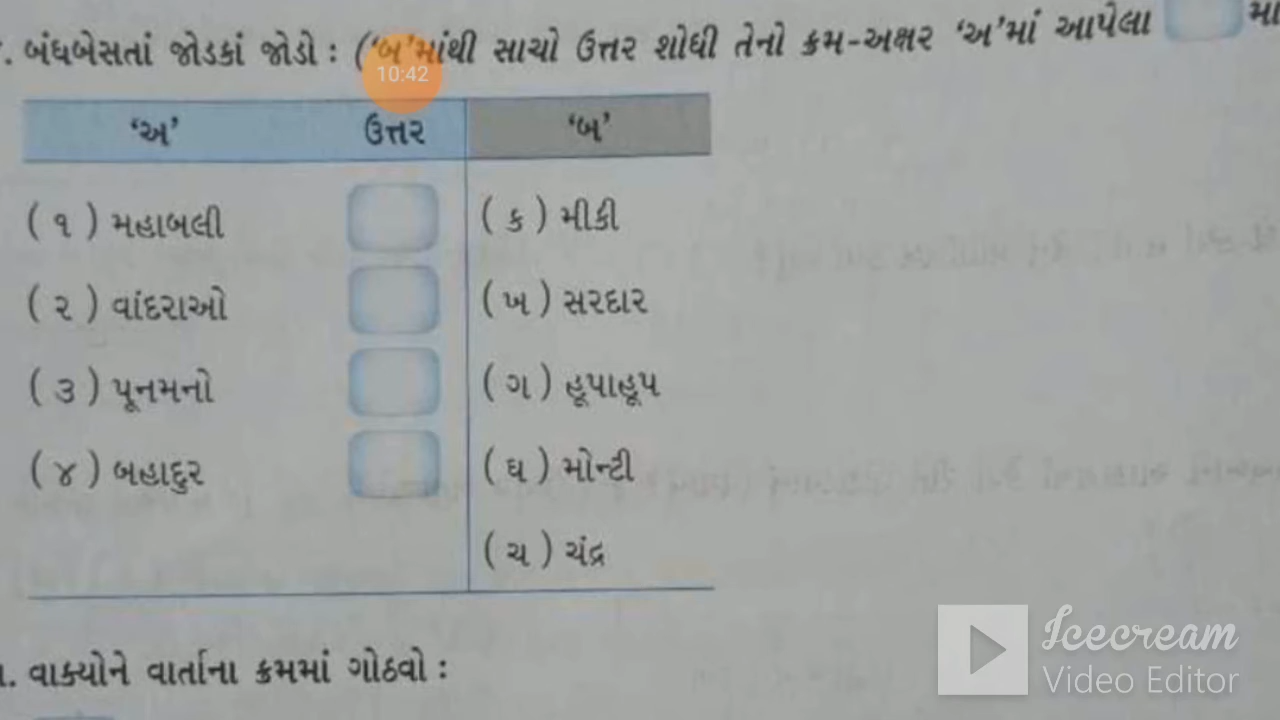 . બંધબેસતાં જોડકાં જોડો : (‘બ’માંથી સાચો ઉત્તર શોધી તેનો ક્રમ-અક્ષર ‘અ’માં આપેલા મા
10:42
‘અ’ ઉત્તર ‘બ’
(૧) મહાબલી (ક) મીકી
(૨) વાંદરાઓ (ખ) સરદાર
(૩) પૂનમનો (ગ) હૂપાહૂપ
(૪) બહાદુર (ઘ) મોન્ટી
(ચ) ચંદ્ર
. વાક્યોને વાર્તાના ક્રમમાં ગોઠવો :
Icecream
Video Editor